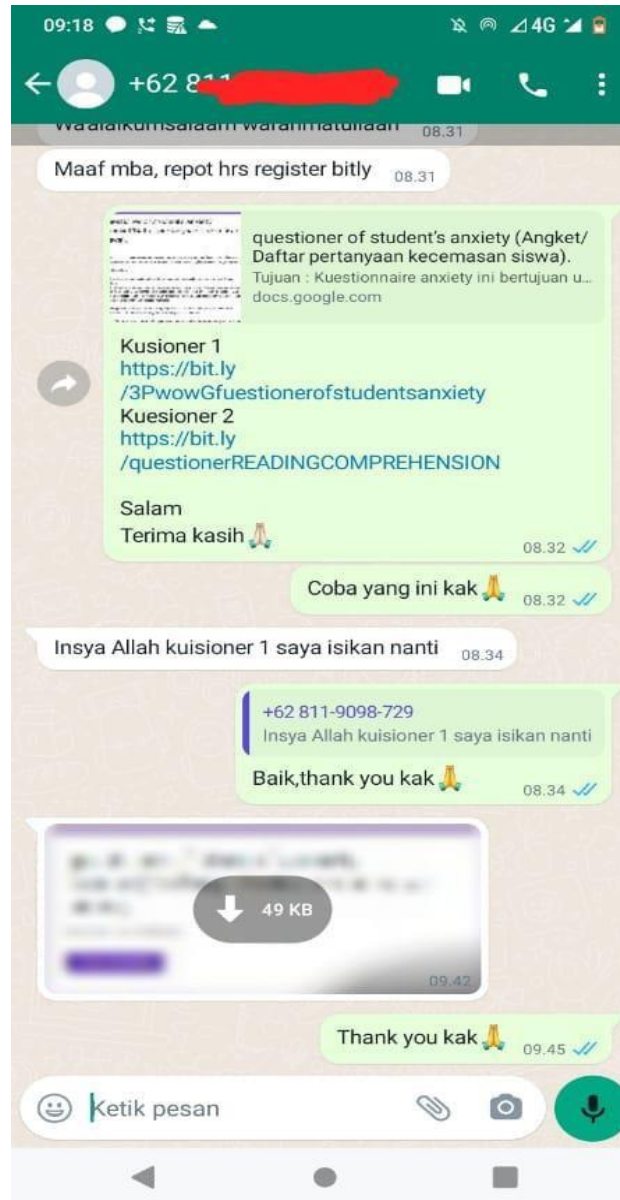 09:18
4G
+62 811
Waalaikumsalaam warahmatullaah 08.31
Maaf mba, repot hrs register bitly 08.31
questioner of student's anxiety (Angket/
Daftar pertanyaan kecemasan siswa).
Tujuan : Kuestionnaire anxiety ini bertujuan u...
docs.google.com
Kusioner 1
https://bit.ly
/3PwowGfuestionerofstudentsanxiety
Kuesioner 2
https://bit.ly
/questionerREADINGCOMPREHENSION
Salam
Terima kasih🙏
08.32
Coba yang ini kak🙏 08.32
Insya Allah kuisioner 1 saya isikan nanti 08.34
+62 811-9098-729
Insya Allah kuisioner 1 saya isikan nanti
Baik,thank you kak🙏 08.34
49 KB
09.42
Thank you kak🙏 09.45
Ketik pesan